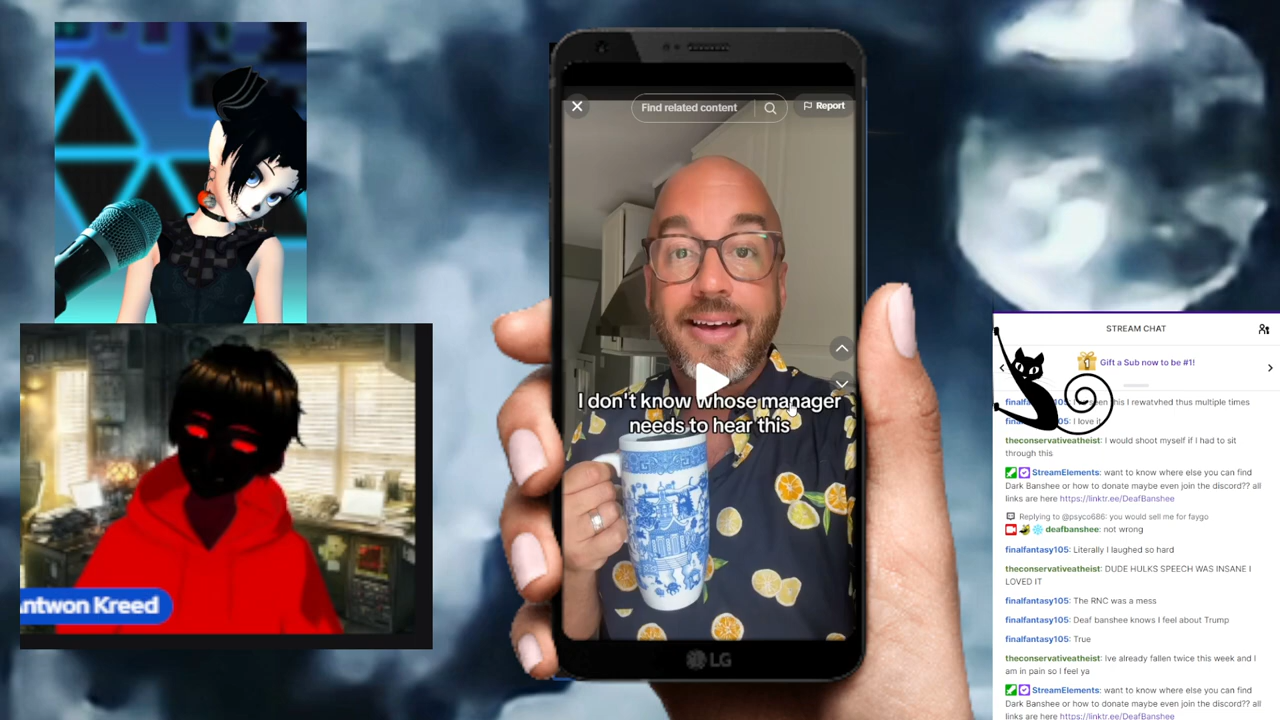 Find related content
Report
I don't know whose manager
needs to hear this
LG
ntwon Kreed
STREAM CHAT
Gift a Sub now to be #1!
finalfantasy105: this I rewatvhed thus multiple times
I love it
theconservativeatheist: I would shoot myself if I had to sit
through this
StreamElements: want to know where else you can find
Dark Banshee or how to donate maybe even join the discord?? all
links are here https://linktr.ee/DeafBanshee
Replying to @psyco686: you would sell me for faygo
deafbanshee: not wrong
finalfantasy105: Literally I laughed so hard
theconservativeatheist: DUDE HULKS SPEECH WAS INSANE I
LOVED IT
finalfantasy105: The RNC was a mess
finalfantasy105: Deaf banshee knows I feel about Trump
finalfantasy105: True
theconservativeatheist: Ive already fallen twice this week and I
am in pain so I feel ya
StreamElements: want to know where else you can find
Dark Banshee or how to donate maybe even join the discord?? all
links are here https://linktr.ee/DeafBanshee